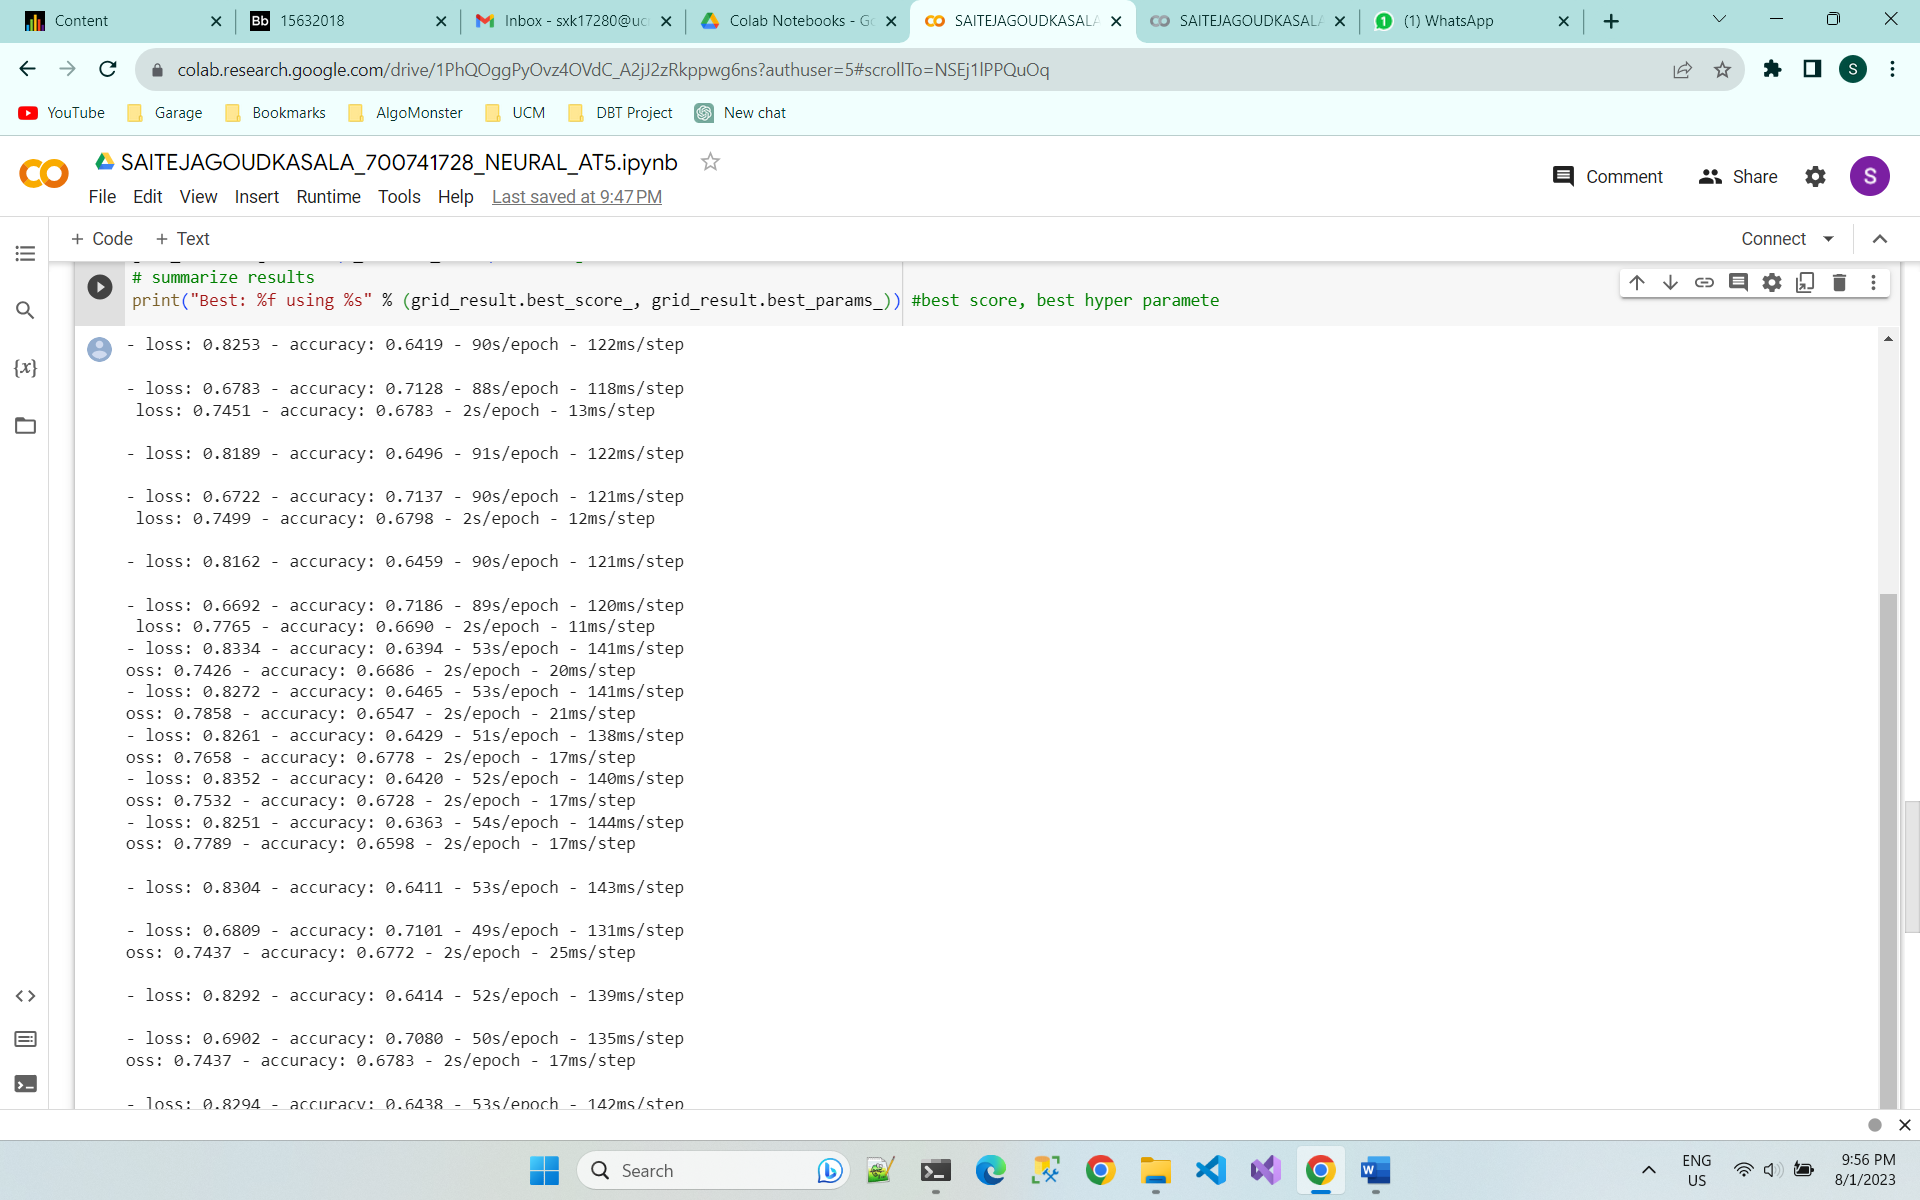 Content
Bb 15632018
Inbox - sxk17280@uc
Colab Notebooks - Go
SAITEJAGOUDKASALA
SAITEJAGOUDKASALA
1 (1) WhatsApp
colab.research.google.com/drive/1PhQOggPyOvz4OVdC_A2jJ2zRkppwg6ns?authuser=5#scrollTo=NSEj1lPPQuOq
S
YouTube Garage Bookmarks AlgoMonster UCM DBT Project New chat
SAITEJAGOUDKASALA_700741728_NEURAL_AT5.ipynb
Comment Share S
File Edit View Insert Runtime Tools Help Last saved at 9:47 PM
+ Code + Text Connect
# summarize results
print("Best: %f using %s" % (grid_result.best_score_, grid_result.best_params_)) #best score, best hyper paramete
{x}
- loss: 0.8253 - accuracy: 0.6419 - 90s/epoch - 122ms/step
- loss: 0.6783 - accuracy: 0.7128 - 88s/epoch - 118ms/step
loss: 0.7451 - accuracy: 0.6783 - 2s/epoch - 13ms/step
- loss: 0.8189 - accuracy: 0.6496 - 91s/epoch - 122ms/step
- loss: 0.6722 - accuracy: 0.7137 - 90s/epoch - 121ms/step
loss: 0.7499 - accuracy: 0.6798 - 2s/epoch - 12ms/step
- loss: 0.8162 - accuracy: 0.6459 - 90s/epoch - 121ms/step
- loss: 0.6692 - accuracy: 0.7186 - 89s/epoch - 120ms/step
loss: 0.7765 - accuracy: 0.6690 - 2s/epoch - 11ms/step
- loss: 0.8334 - accuracy: 0.6394 - 53s/epoch - 141ms/step
oss: 0.7426 - accuracy: 0.6686 - 2s/epoch - 20ms/step
- loss: 0.8272 - accuracy: 0.6465 - 53s/epoch - 141ms/step
oss: 0.7858 - accuracy: 0.6547 - 2s/epoch - 21ms/step
- loss: 0.8261 - accuracy: 0.6429 - 51s/epoch - 138ms/step
oss: 0.7658 - accuracy: 0.6778 - 2s/epoch - 17ms/step
- loss: 0.8352 - accuracy: 0.6420 - 52s/epoch - 140ms/step
oss: 0.7532 - accuracy: 0.6728 - 2s/epoch - 17ms/step
- loss: 0.8251 - accuracy: 0.6363 - 54s/epoch - 144ms/step
oss: 0.7789 - accuracy: 0.6598 - 2s/epoch - 17ms/step
- loss: 0.8304 - accuracy: 0.6411 - 53s/epoch - 143ms/step
- loss: 0.6809 - accuracy: 0.7101 - 49s/epoch - 131ms/step
oss: 0.7437 - accuracy: 0.6772 - 2s/epoch - 25ms/step
- loss: 0.8292 - accuracy: 0.6414 - 52s/epoch - 139ms/step
- loss: 0.6902 - accuracy: 0.7080 - 50s/epoch - 135ms/step
oss: 0.7437 - accuracy: 0.6783 - 2s/epoch - 17ms/step
- loss: 0.8294 - accuracy: 0.6438 - 53s/epoch - 142ms/step
Search
ENG
US
9:56 PM
8/1/2023